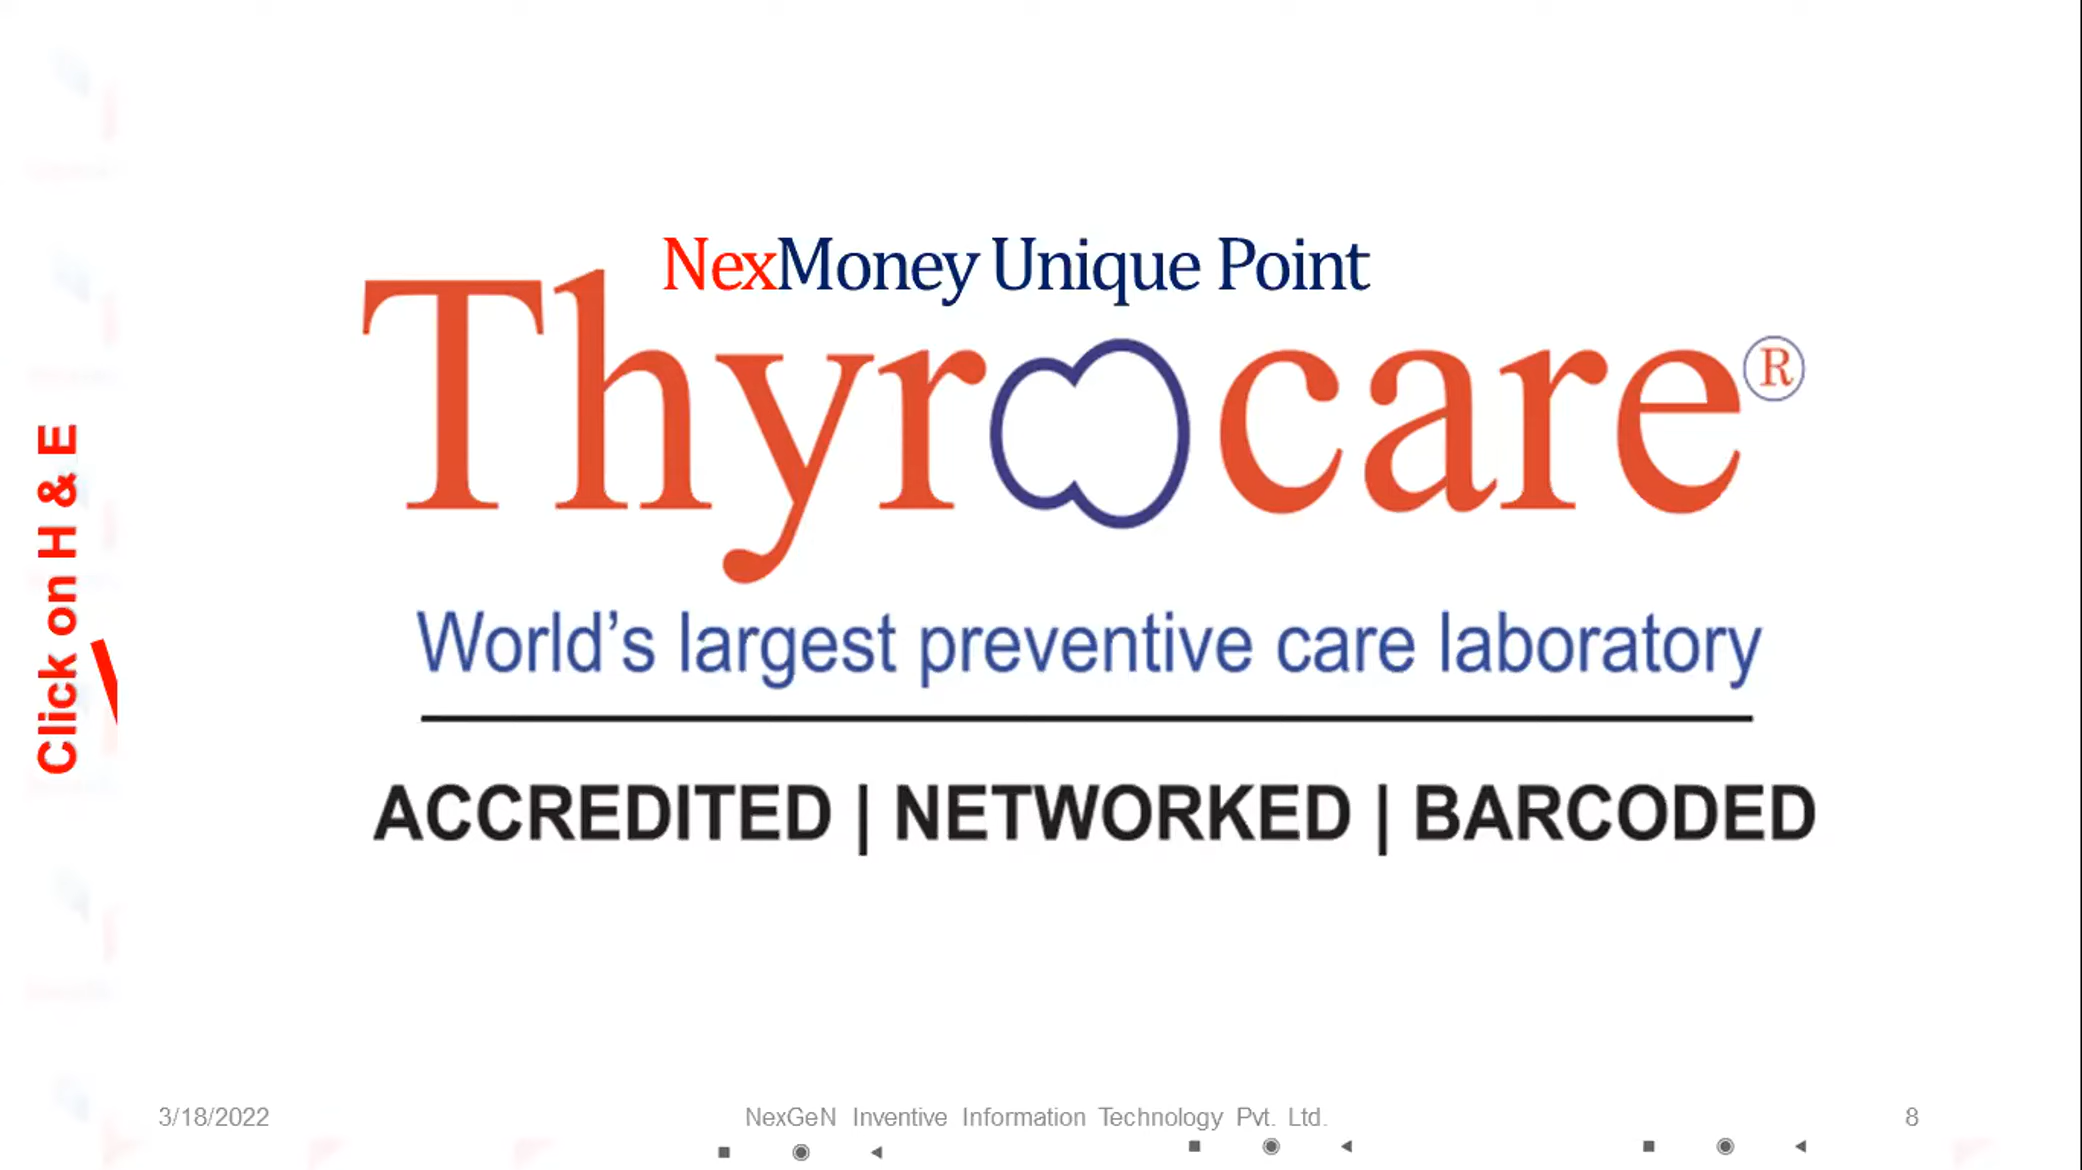 NexMoney Unique Point
Thyrocare®
World's largest preventive care laboratory
ACCREDITED | NETWORKED | BARCODED
Click on H & E
3/18/2022
NexGeN Inventive Information Technology Pvt. Ltd.
8